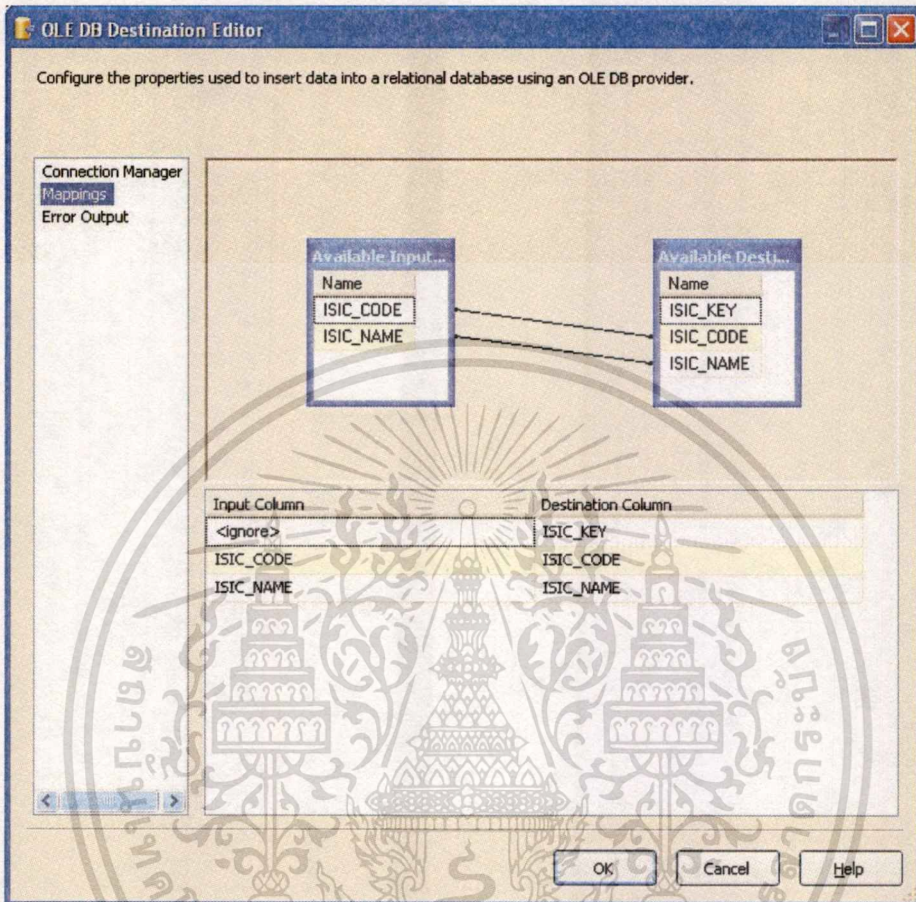 OLE DB Destination Editor
Configure the properties used to insert data into a relational database using an OLE DB provider.
Connection Manager
Mappings
Error Output
Available Input...
Name
ISIC_CODE
ISIC_NAME
Available Desti...
Name
ISIC_KEY
ISIC_CODE
ISIC_NAME
Input Column Destination Column
<ignore> ISIC_KEY
ISIC_CODE ISIC_CODE
ISIC_NAME ISIC_NAME
OK Cancel Help